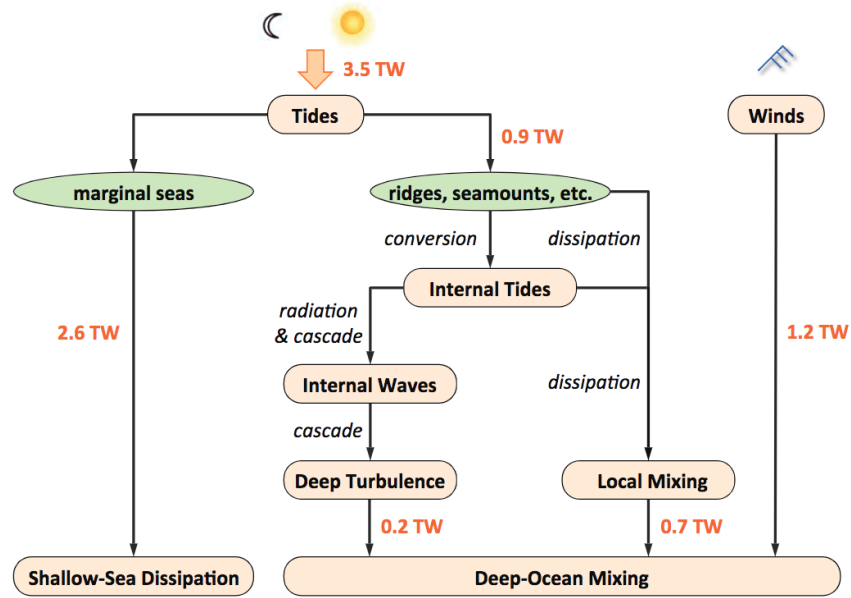 3.5 TW
Tides
Winds
0.9 TW
marginal seas
ridges, seamounts, etc.
conversion
dissipation
Internal Tides
radiation
& cascade
2.6 TW
1.2 TW
Internal Waves
dissipation
cascade
Deep Turbulence
Local Mixing
0.2 TW
0.7 TW
Shallow-Sea Dissipation
Deep-Ocean Mixing